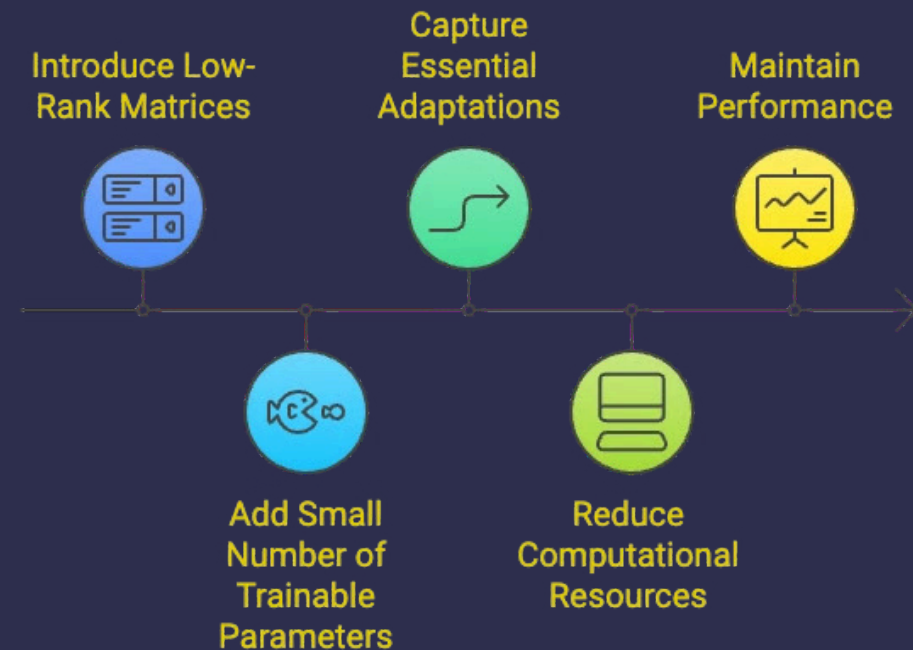 Introduce Low-
Rank Matrices
Add Small
Number of
Trainable
Parameters
Capture
Essential
Adaptations
Reduce
Computational
Resources
Maintain
Performance